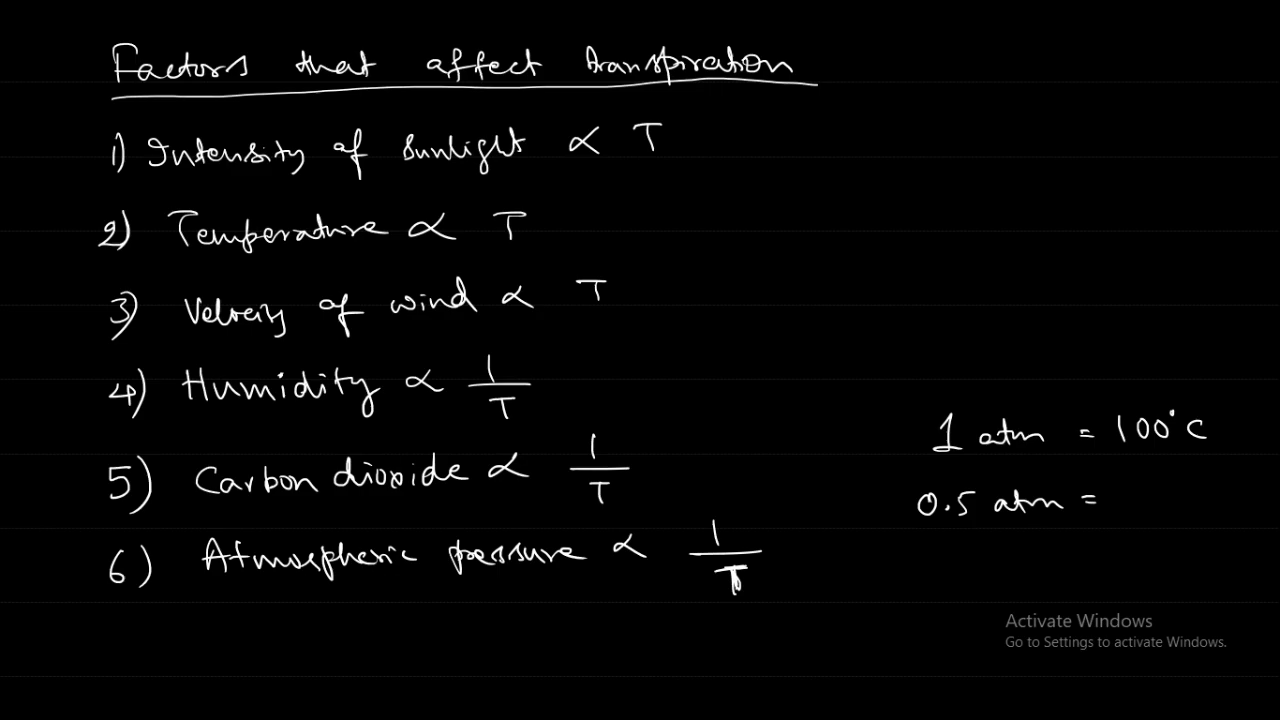 Factors that affect transpiration
1) Intensity of sunlight ∝ T
2) Temperature ∝ T
3) Velocity of wind ∝ T
4) Humidity ∝ 1/T
5) Carbon dioxide ∝ 1/T
6) Atmospheric pressure ∝ 1/T
1 atm = 100°C
0.5 atm =
Activate Windows
Go to Settings to activate Windows.